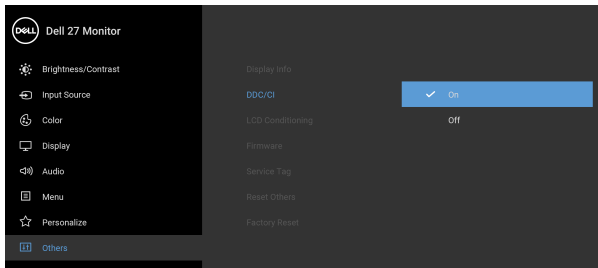 DELL Dell 27 Monitor
Brightness/Contrast
Display Info
Input Source
DDC/CI
On
Color
LCD Conditioning
Off
Display
Firmware
Audio
Service Tag
Menu
Reset Others
Personalize
Factory Reset
Others